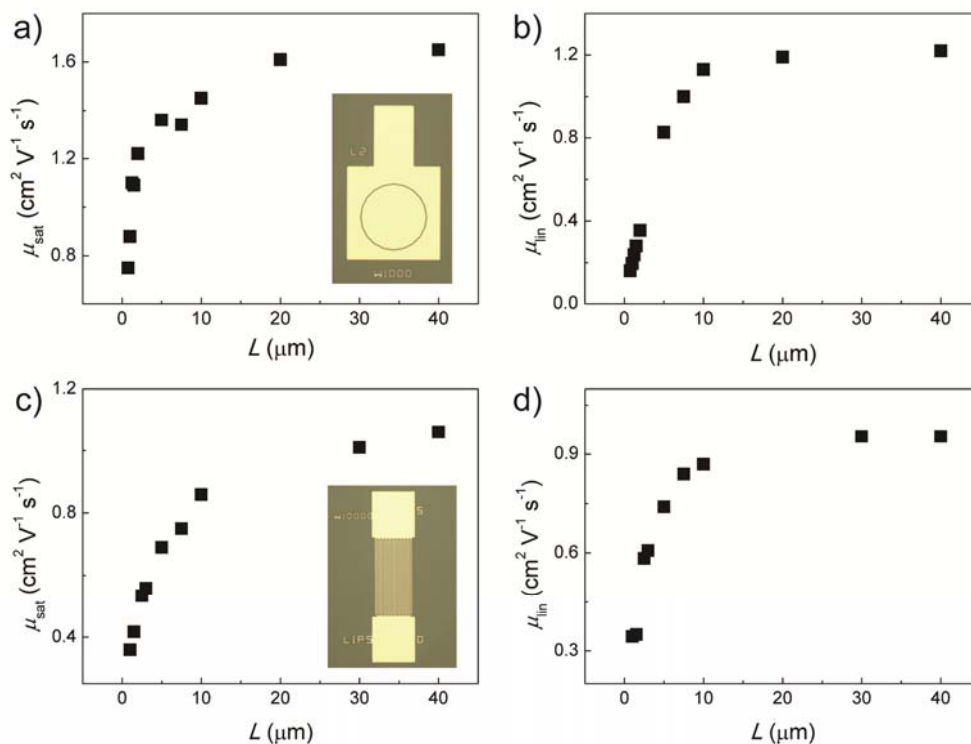 a)
1.6
1.2
0.8
μsat (cm² V⁻¹ s⁻¹)
L2
W1000
0 10 20 30 40
L (μm)
b)
1.2
0.8
0.4
0.0
μlin (cm² V⁻¹ s⁻¹)
0 10 20 30 40
L (μm)
c)
1.2
0.8
0.4
μsat (cm² V⁻¹ s⁻¹)
0 10 20 30 40
L (μm)
d)
0.9
0.6
0.3
μlin (cm² V⁻¹ s⁻¹)
0 10 20 30 40
L (μm)